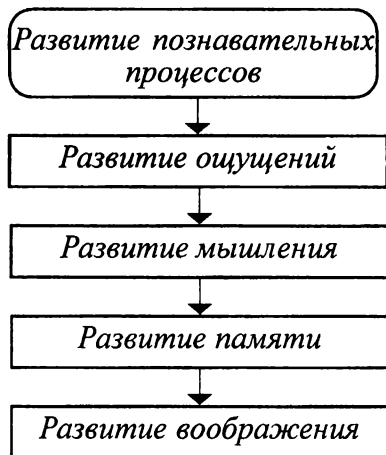 Развитие познавательных
процессов
Развитие ощущений
Развитие мышления
Развитие памяти
Развитие воображения